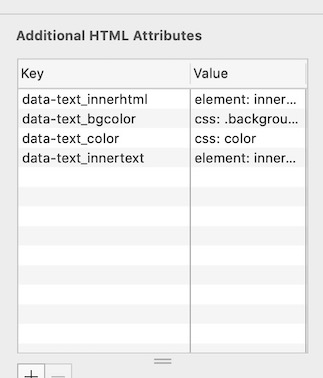 Additional HTML Attributes
Key Value
data-text_innerhtml element: inner...
data-text_bgcolor css: .backgrou...
data-text_color css: color
data-text_innertext element: inner...